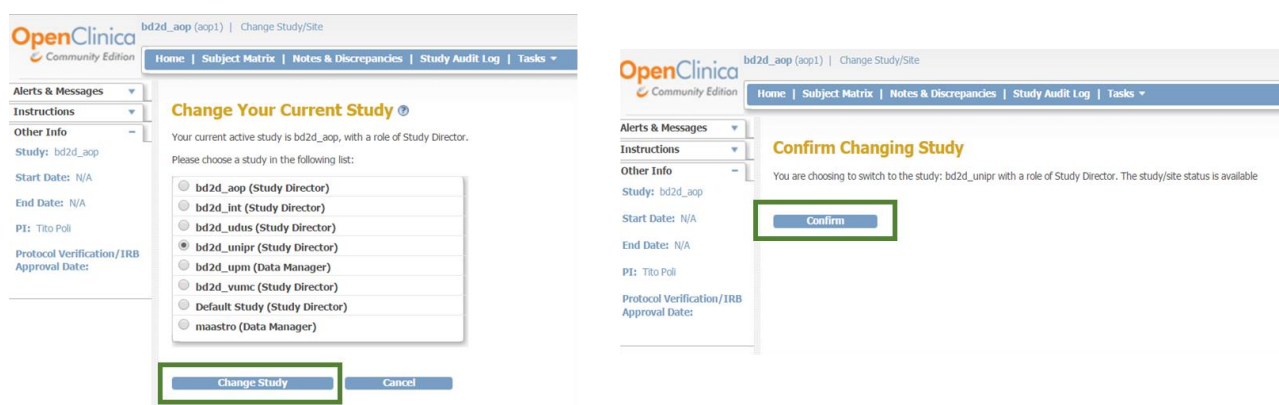 bd2d_aop (aop1) | Change Study/Site
OpenClinica
Community Edition
Home | Subject Matrix | Notes & Discrepancies | Study Audit Log | Tasks
Alerts & Messages
Instructions
Other Info
Study: bd2d_aop
Start Date: N/A
End Date: N/A
PI: Tito Poli
Protocol Verification/IRB
Approval Date:
Change Your Current Study
Your current active study is bd2d_aop, with a role of Study Director.
Please choose a study in the following list:
bd2d_aop (Study Director)
bd2d_int (Study Director)
bd2d_udus (Study Director)
bd2d_unipr (Study Director)
bd2d_upm (Data Manager)
bd2d_vumc (Study Director)
Default Study (Study Director)
maastro (Data Manager)
Change Study
Cancel
bd2d_aop (aop1) | Change Study/Site
OpenClinica
Community Edition
Home | Subject Matrix | Notes & Discrepancies | Study Audit Log | Tasks
Alerts & Messages
Instructions
Other Info
Study: bd2d_aop
Start Date: N/A
End Date: N/A
PI: Tito Poli
Protocol Verification/IRB
Approval Date:
Confirm Changing Study
You are choosing to switch to the study: bd2d_unipr with a role of Study Director. The study/site status is available
Confirm